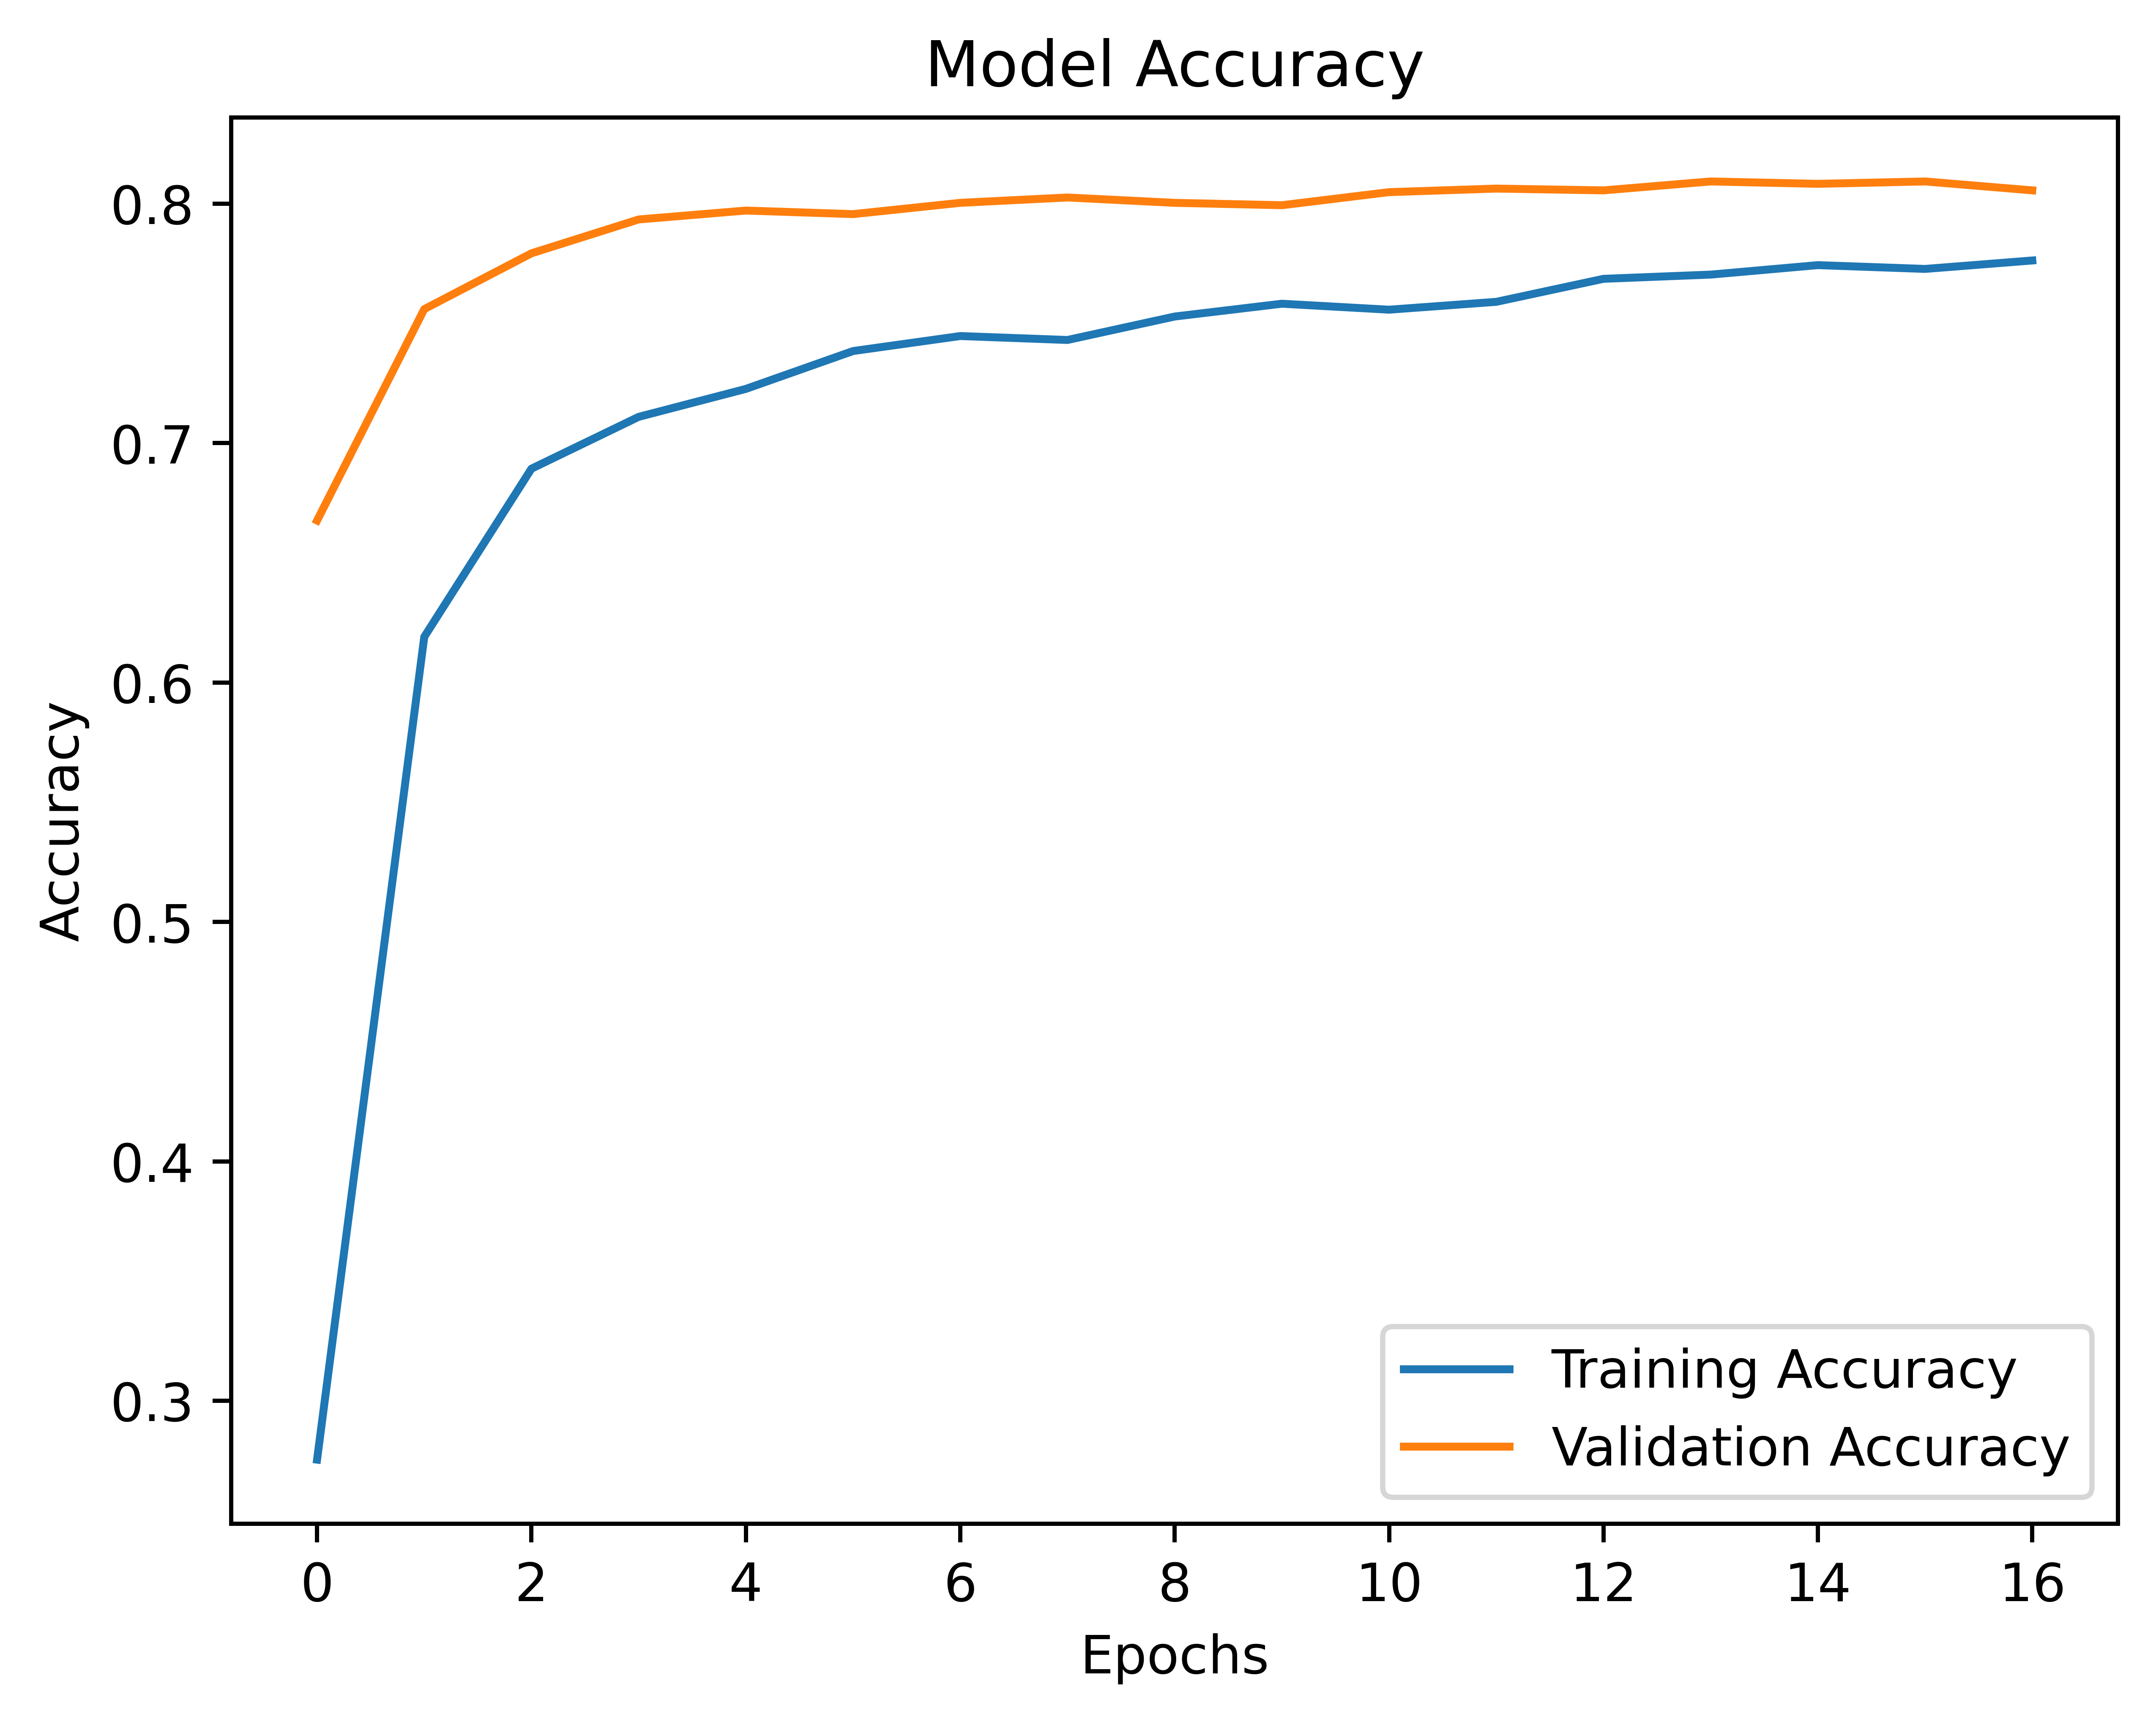 Model Accuracy
0.8
0.7
0.6
0.5
0.4
0.3
Accuracy
Training Accuracy
Validation Accuracy
0 2 4 6 8 10 12 14 16
Epochs